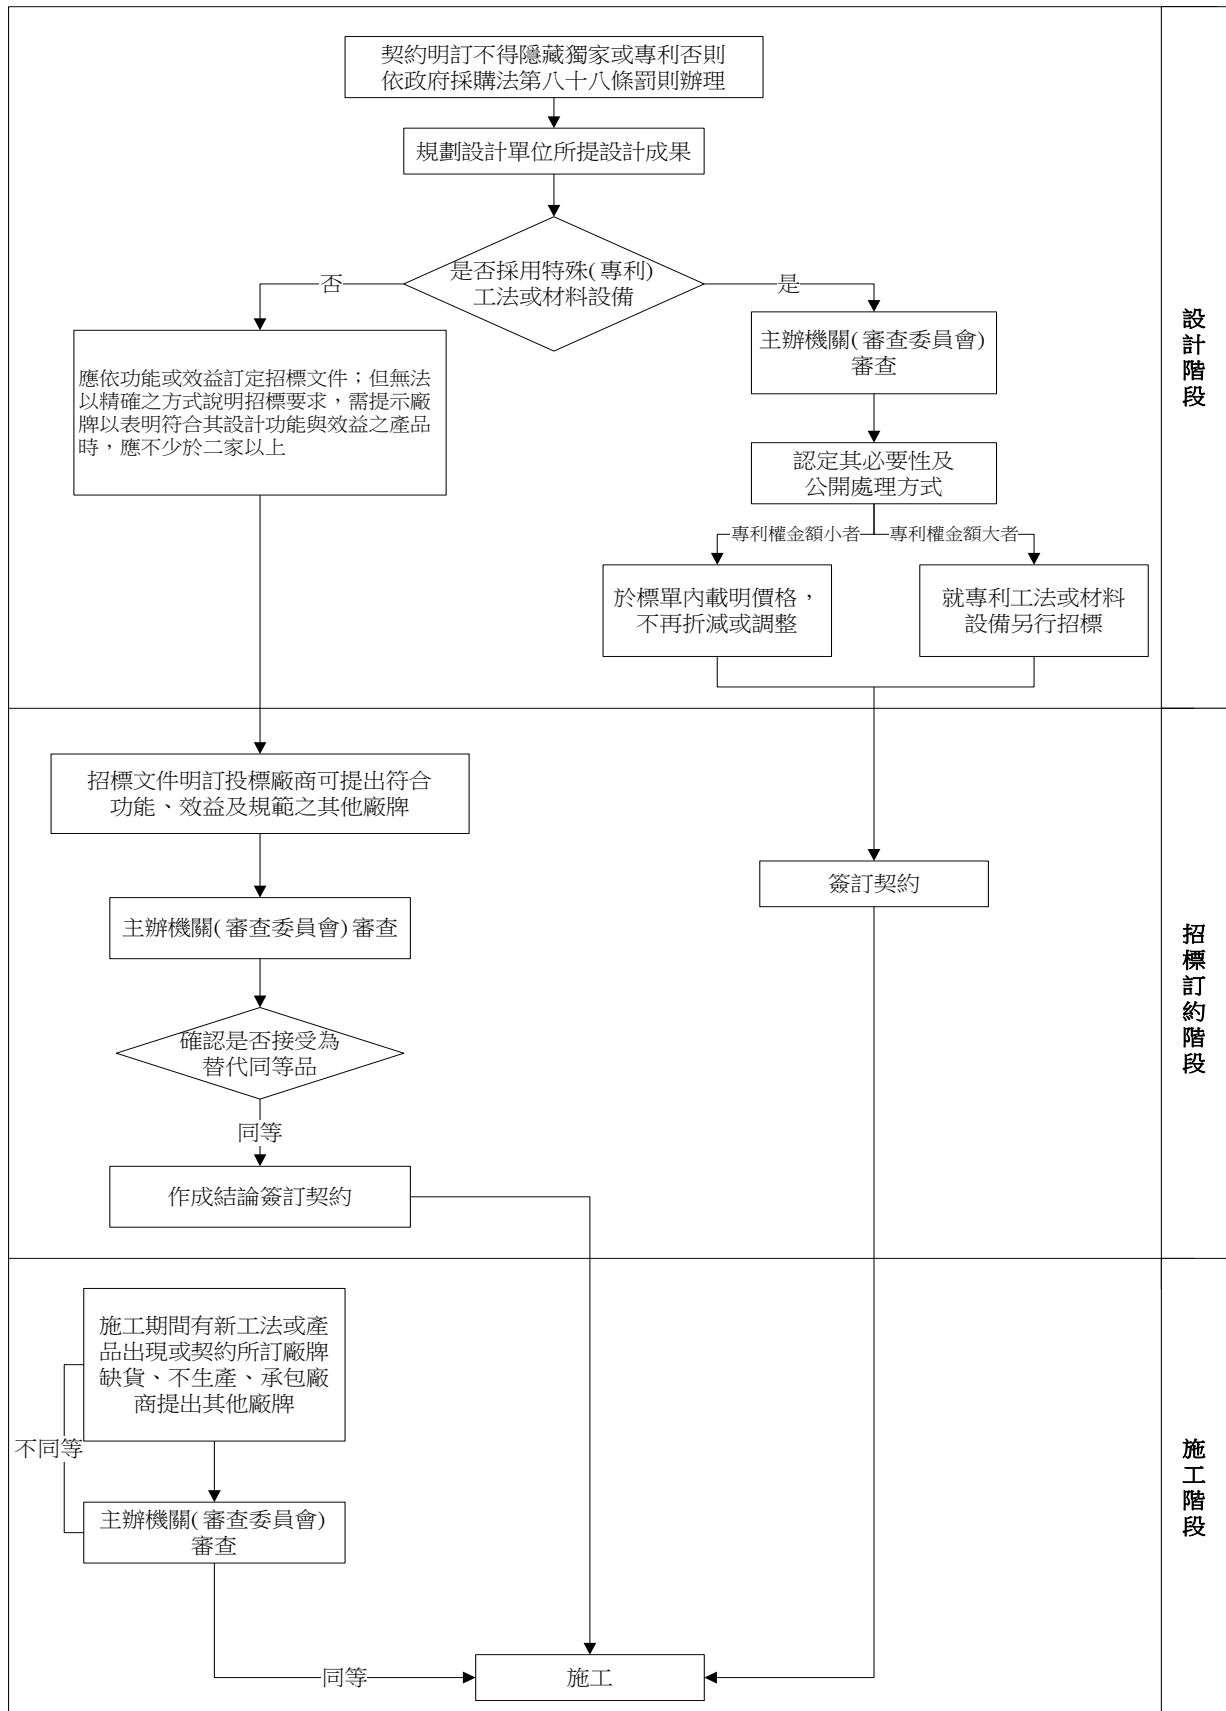 契約明訂不得隱藏獨家或專利否則
依政府採購法第八十八條罰則辦理
規劃設計單位所提設計成果
是否採用特殊(專利)
工法或材料設備
否
是
應依功能或效益訂定招標文件；但無法
以精確之方式說明招標要求，需提示廠
牌以表明符合其設計功能與效益之產品
時，應不少於二家以上
主辦機關(審查委員會)
審查
認定其必要性及
公開處理方式
專利權金額小者
專利權金額大者
於標單內載明價格，
不再折減或調整
就專利工法或材料
設備另行招標
設計階段
招標文件明訂投標廠商可提出符合
功能、效益及規範之其他廠牌
主辦機關(審查委員會)審查
確認是否接受為
替代同等品
同等
作成結論簽訂契約
簽訂契約
招標訂約階段
施工期間有新工法或產
品出現或契約所訂廠牌
缺貨、不生產、承包廠
商提出其他廠牌
不同等
主辦機關(審查委員會)
審查
同等
施工
施工階段